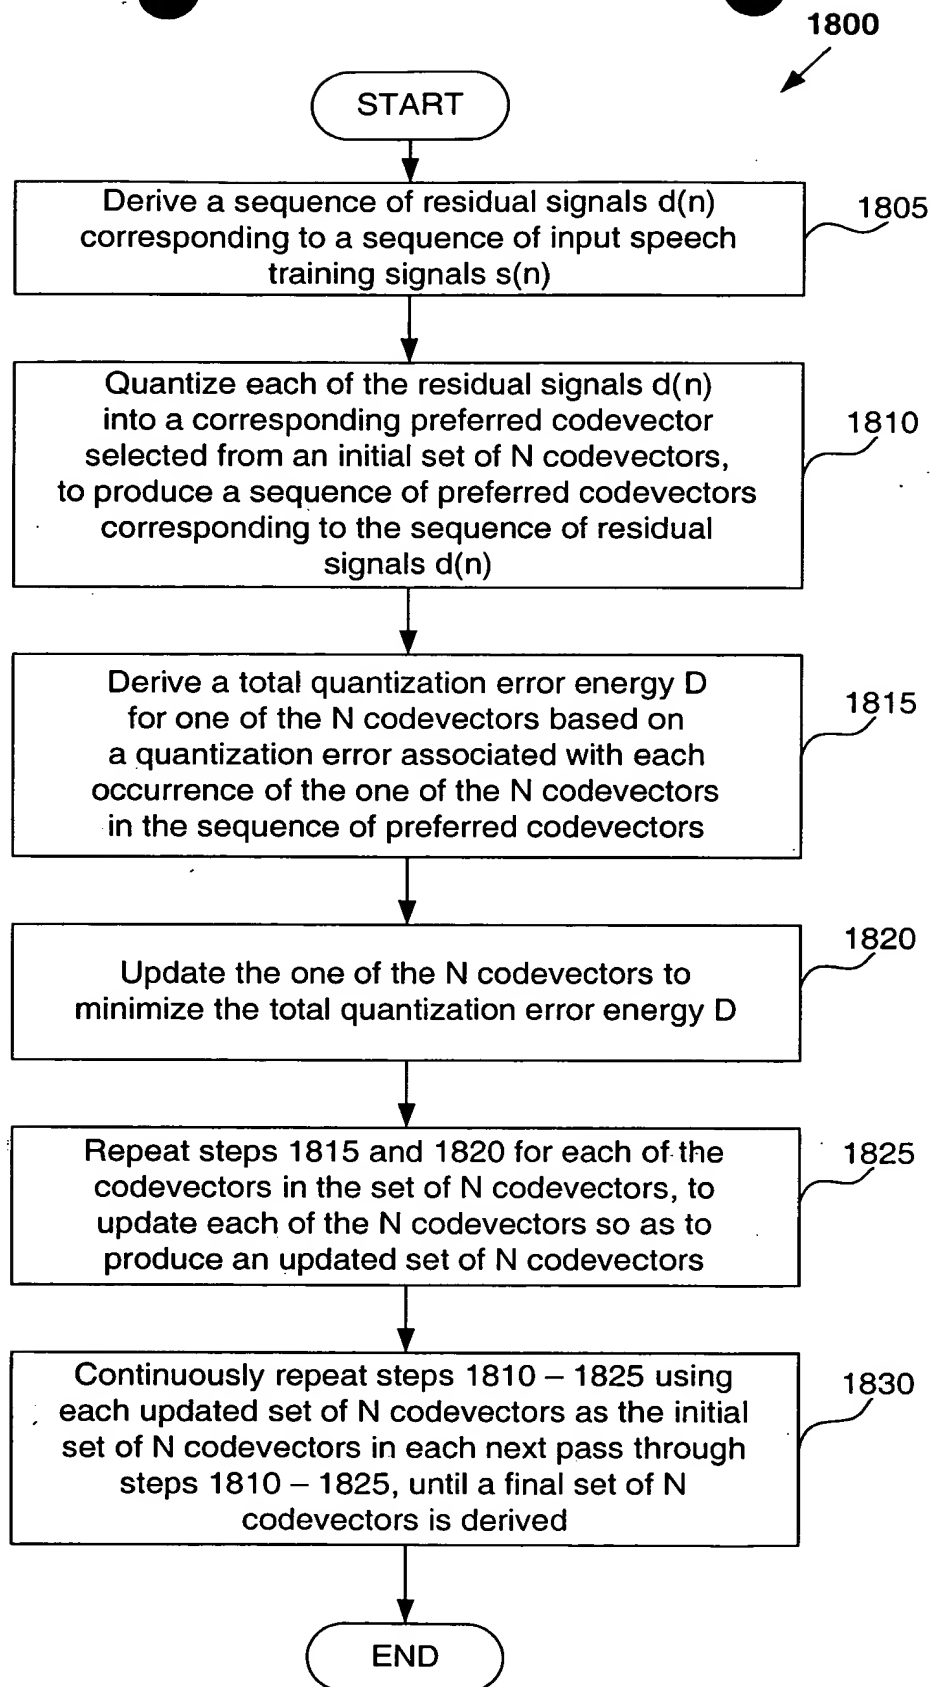 1800
START
Derive a sequence of residual signals d(n)
corresponding to a sequence of input speech
training signals s(n)
1805
Quantize each of the residual signals d(n)
into a corresponding preferred codevector
selected from an initial set of N codevectors,
to produce a sequence of preferred codevectors
corresponding to the sequence of residual
signals d(n)
1810
Derive a total quantization error energy D
for one of the N codevectors based on
a quantization error associated with each
occurrence of the one of the N codevectors
in the sequence of preferred codevectors
1815
Update the one of the N codevectors to
minimize the total quantization error energy D
1820
Repeat steps 1815 and 1820 for each of the
codevectors in the set of N codevectors, to
update each of the N codevectors so as to
produce an updated set of N codevectors
1825
Continuously repeat steps 1810 – 1825 using
each updated set of N codevectors as the initial
set of N codevectors in each next pass through
steps 1810 – 1825, until a final set of N
codevectors is derived
1830
END